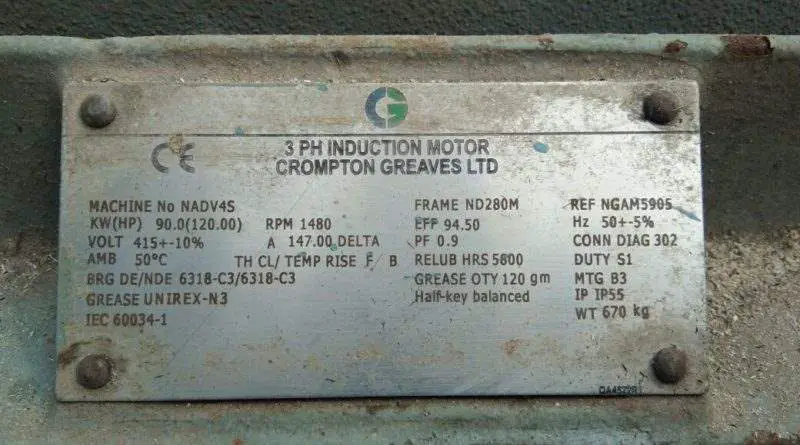 CG
CE
3 PH INDUCTION MOTOR
CROMPTON GREAVES LTD
MACHINE No NADV4S FRAME ND280M REF NGAM5905
KW(HP) 90.0(120.00) RPM 1480 EFF 94.50 Hz 50+-5%
VOLT 415+-10% A 147.00 DELTA PF 0.9 CONN DIAG 302
AMB 50°C TH CL/ TEMP RISE F/ B RELUB HRS 5800 DUTY S1
BRG DE/NDE 6318-C3/6318-C3 GREASE QTY 120 gm MTG B3
GREASE UNIREX-N3 Half-key balanced IP IP55
IEC 60034-1 WT 670 kg